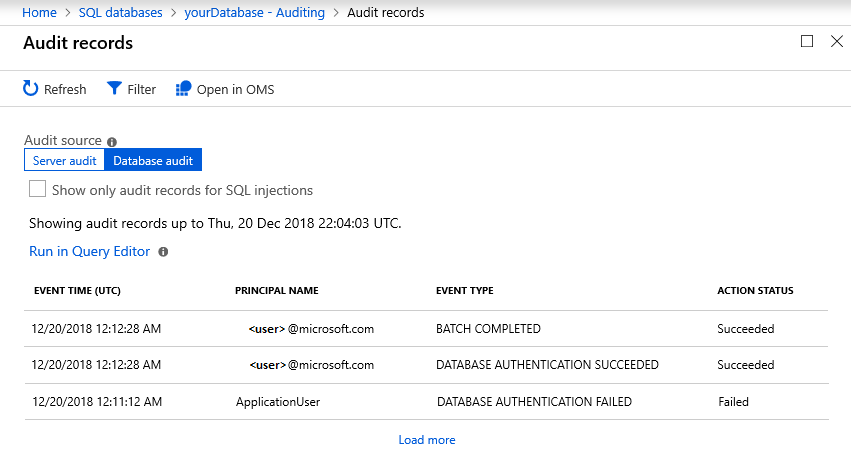 Home > SQL databases > yourDatabase - Auditing > Audit records
Audit records
Refresh Filter Open in OMS
Audit source
Server audit Database audit
Show only audit records for SQL injections
Showing audit records up to Thu, 20 Dec 2018 22:04:03 UTC.
Run in Query Editor
EVENT TIME (UTC) PRINCIPAL NAME EVENT TYPE ACTION STATUS
12/20/2018 12:12:28 AM <user>@microsoft.com BATCH COMPLETED Succeeded
12/20/2018 12:12:28 AM <user>@microsoft.com DATABASE AUTHENTICATION SUCCEEDED Succeeded
12/20/2018 12:11:12 AM ApplicationUser DATABASE AUTHENTICATION FAILED Failed
Load more